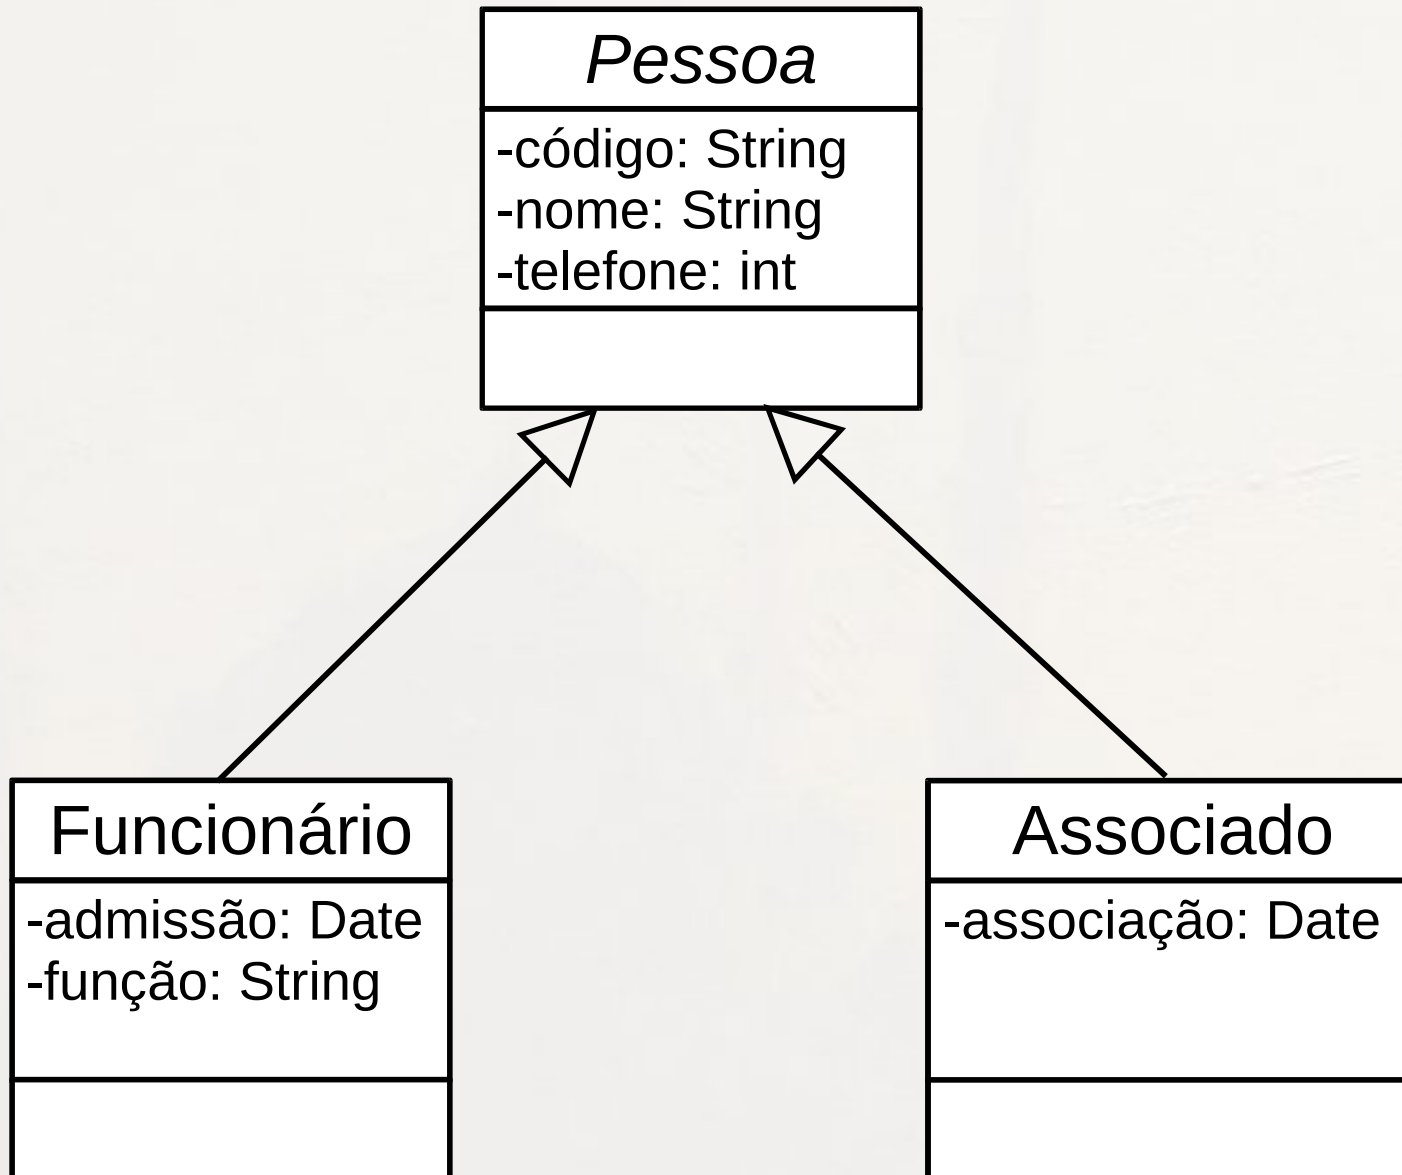 Pessoa
-código: String
-nome: String
-telefone: int
Funcionário
-admissão: Date
-função: String
Associado
-associação: Date